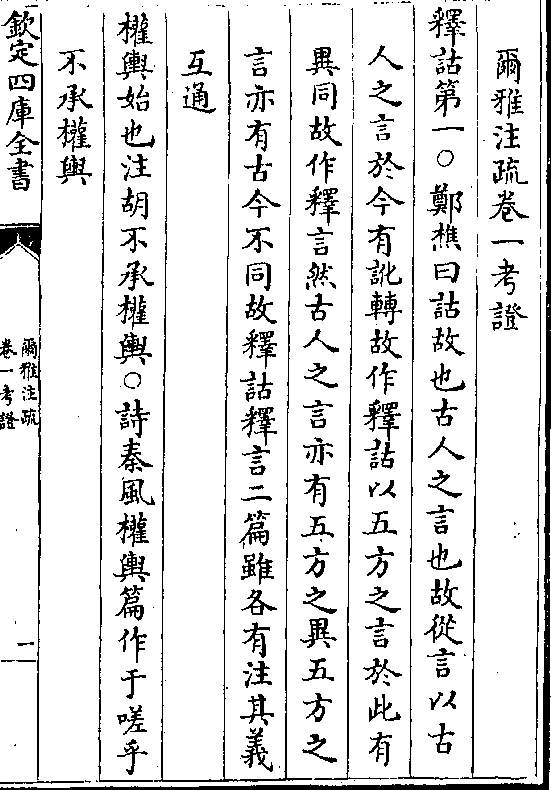 爾雅注疏卷一考證
釋詁第一○鄭樵曰詁故也古人之言也故從言以古
人之言於今有訛轉故作釋詁以五方之言於此有
異同故作釋言然古人之言亦有五方之異五方之
言亦有古今不同故釋詁釋言二篇雖各有注其義
互通
權輿始也注胡不承權輿○詩秦風權輿篇作于嗟乎
不承權輿
欽定四庫全書
爾雅注疏
卷一考證
一